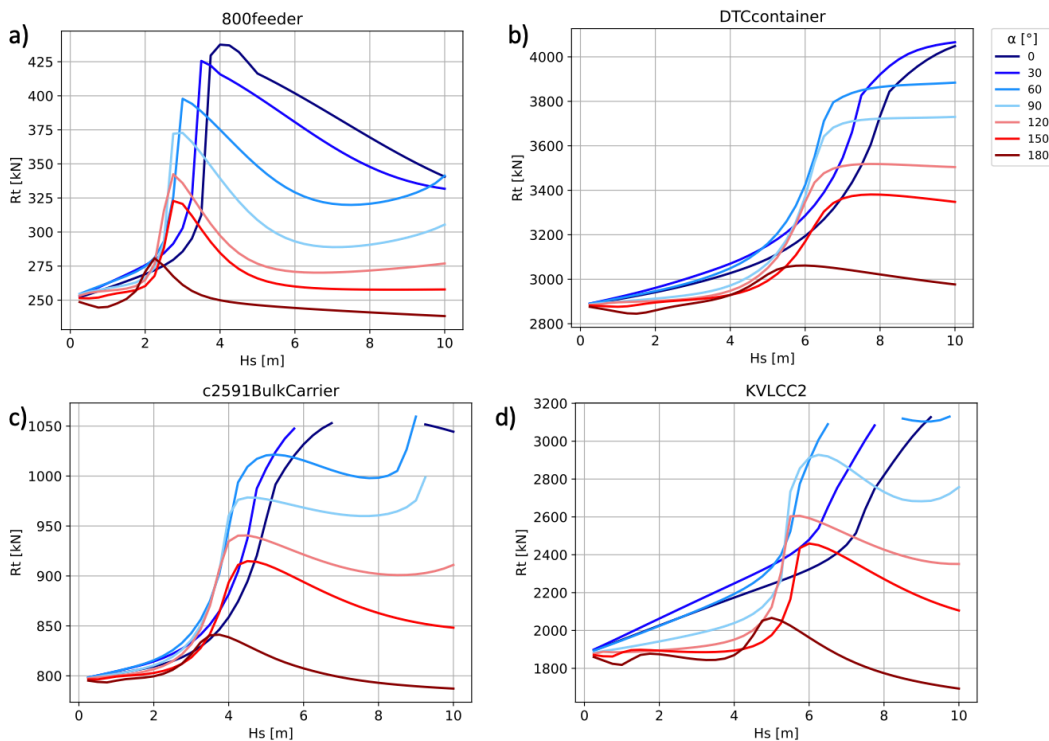 a)
800feeder
425
400
375
350
325
300
275
250
Rt [kN]
0 2 4 6 8 10
Hs [m]
b)
DTCcontainer
4000
3800
3600
3400
3200
3000
2800
Rt [kN]
0 2 4 6 8 10
Hs [m]
α [°]
0
30
60
90
120
150
180
c)
c2591BulkCarrier
1050
1000
950
900
850
800
Rt [kN]
0 2 4 6 8 10
Hs [m]
d)
KVLCC2
3200
3000
2800
2600
2400
2200
2000
1800
Rt [kN]
0 2 4 6 8 10
Hs [m]